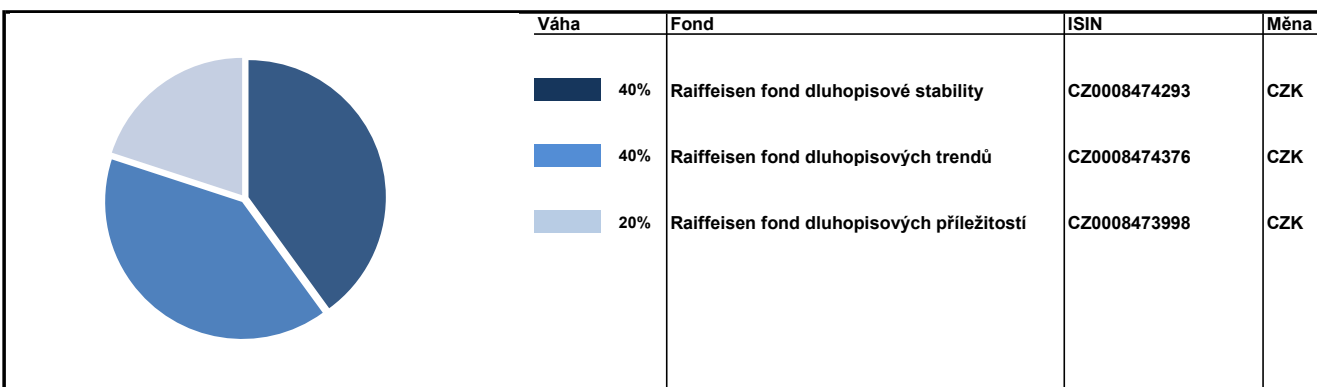 Váha Fond ISIN Měna
40% Raiffeisen fond dluhopisové stability CZ0008474293 CZK
40% Raiffeisen fond dluhopisových trendů CZ0008474376 CZK
20% Raiffeisen fond dluhopisových příležitostí CZ0008473998 CZK